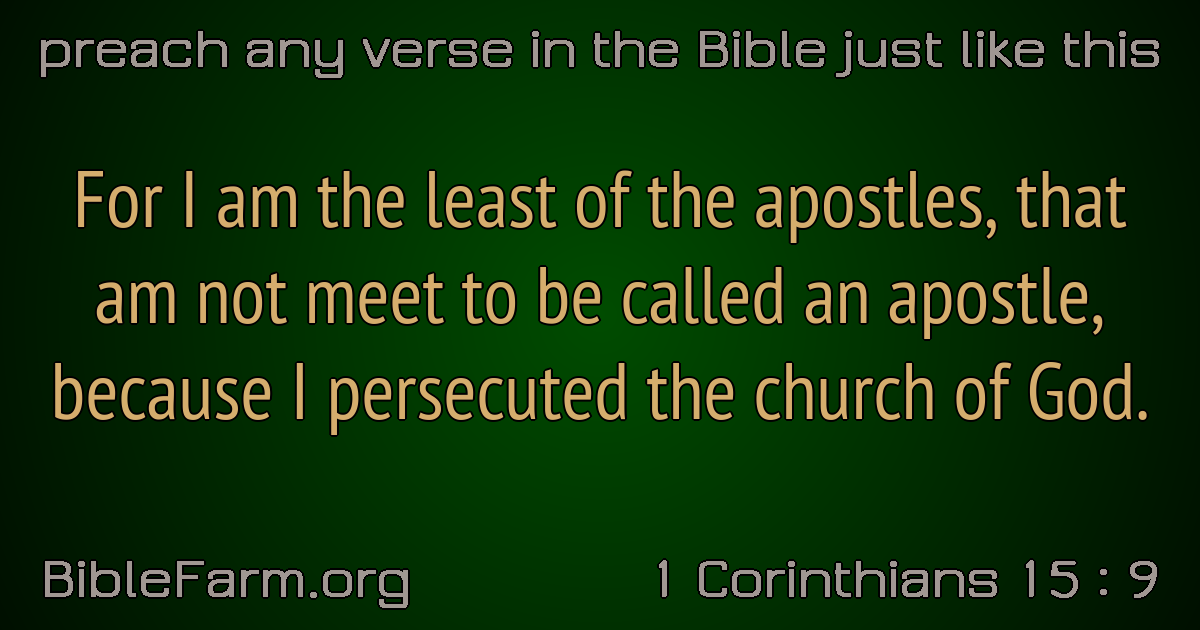 preach any verse in the Bible just like this
For I am the least of the apostles, that
am not meet to be called an apostle,
because I persecuted the church of God.
BibleFarm.org
1 Corinthians 15 : 9